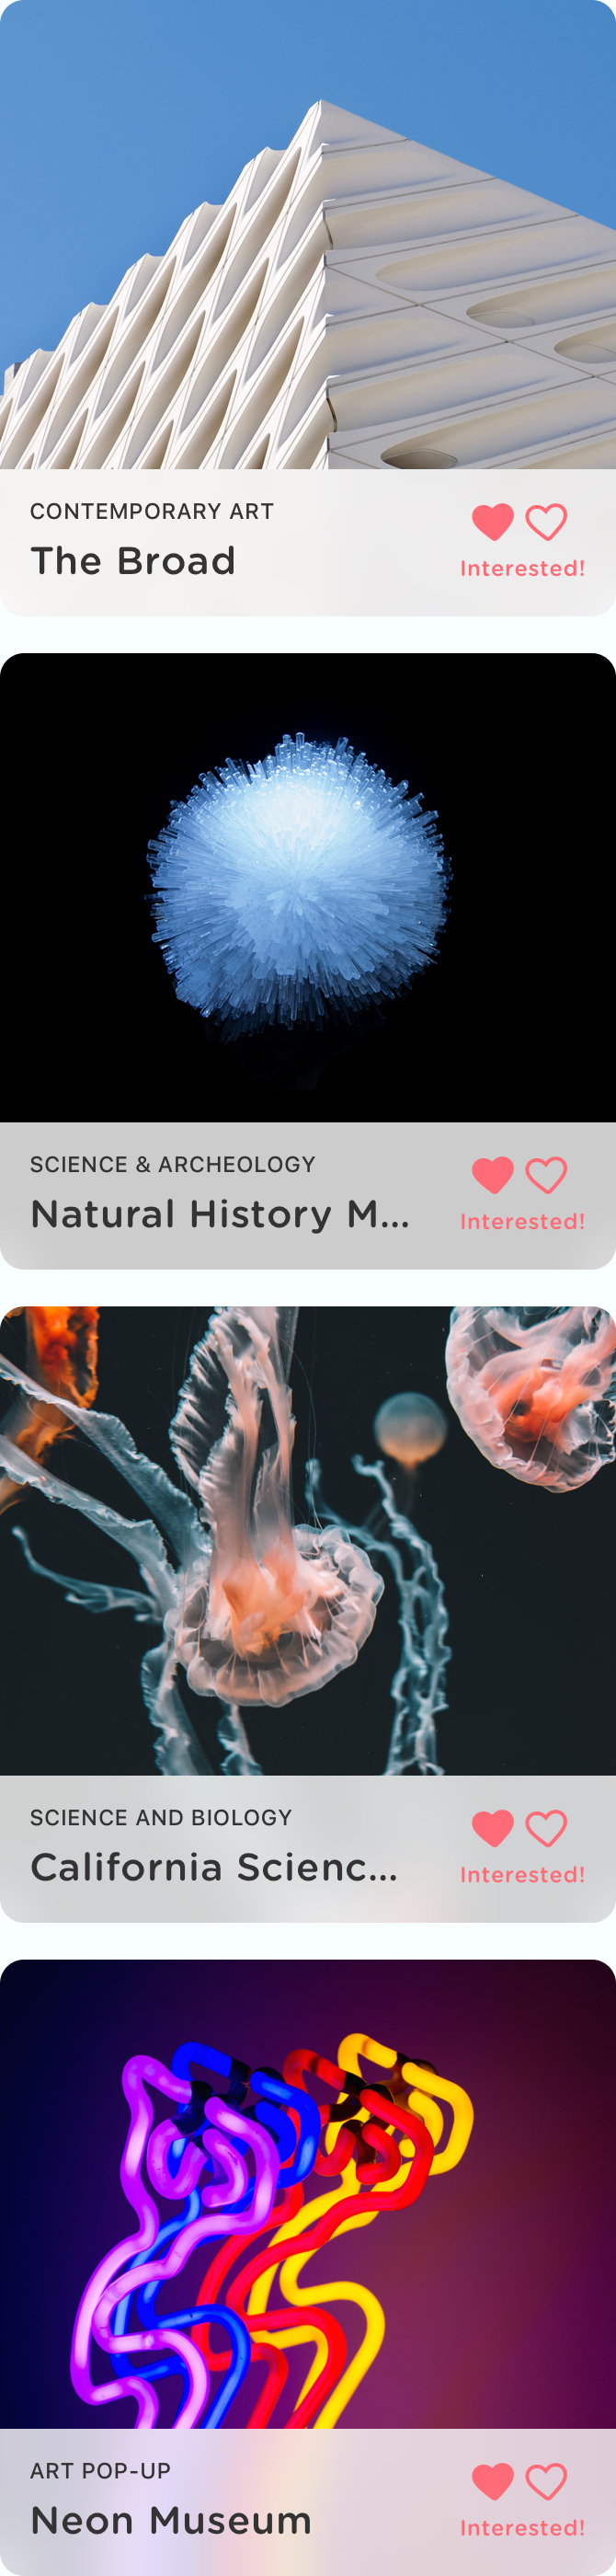 CONTEMPORARY ART
The Broad
Interested!
SCIENCE & ARCHEOLOGY
Natural History M...
Interested!
SCIENCE AND BIOLOGY
California Scienc...
Interested!
ART POP-UP
Neon Museum
Interested!